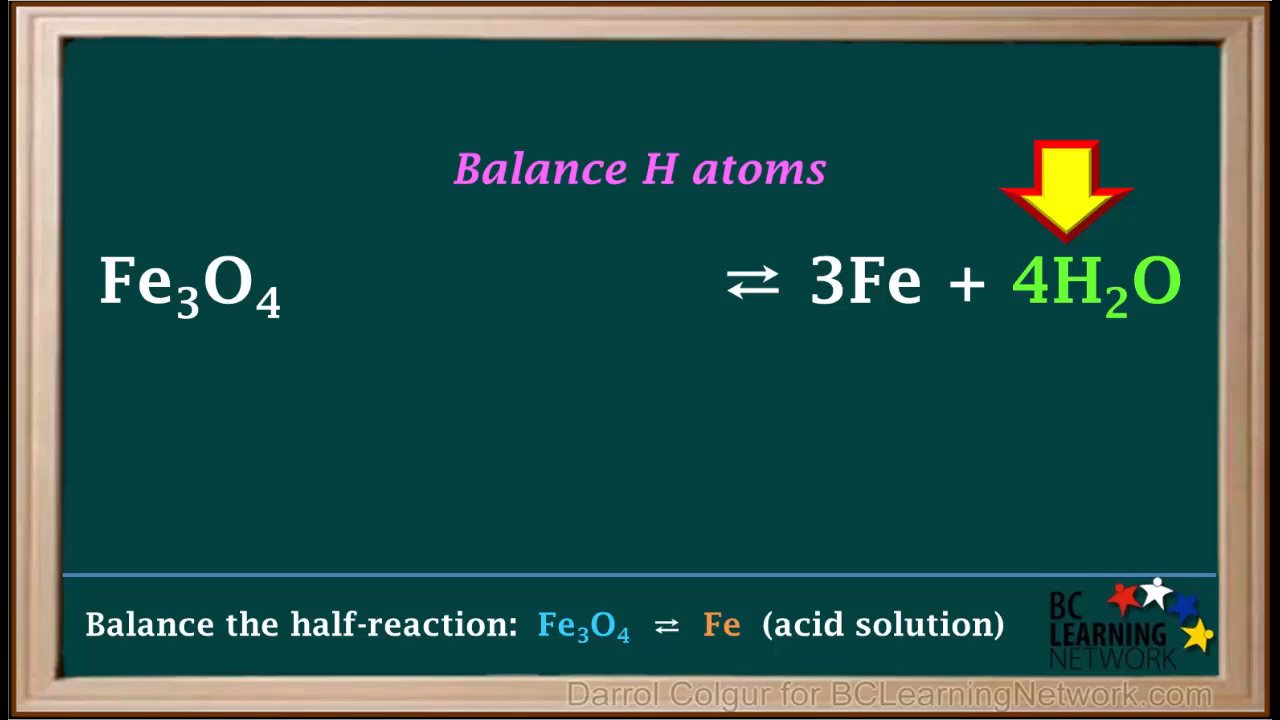 Balance H atoms
Fe₃O₄ ⇄ 3Fe + 4H₂O
Balance the half-reaction: Fe₃O₄ ⇄ Fe (acid solution)
BC
LEARNING
NETWORK
Darrol Colgur for BCLearningNetwork.com